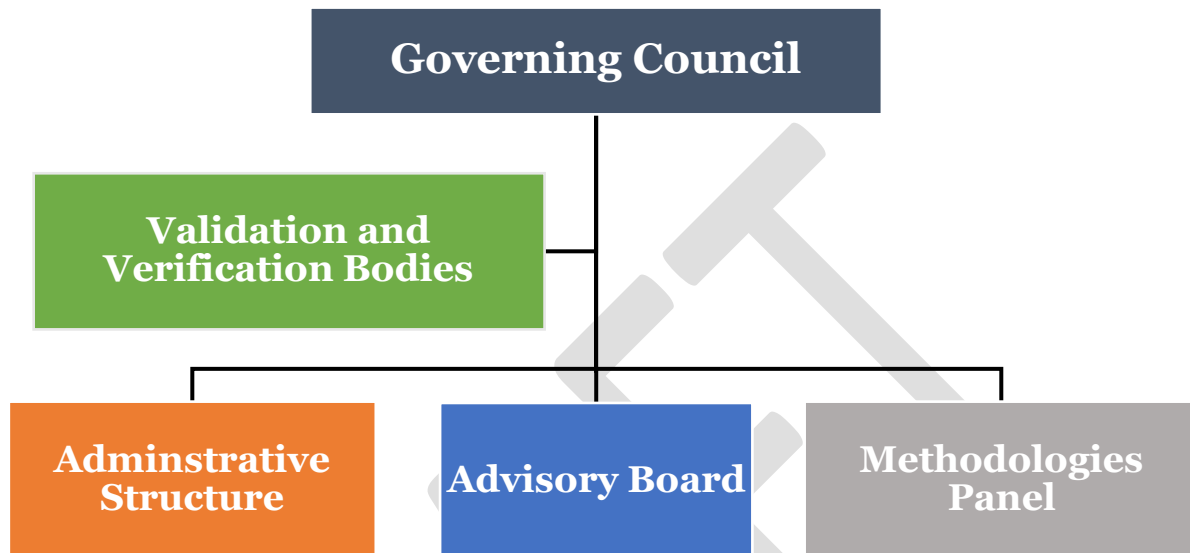 Governing Council
Validation and
Verification Bodies
Adminstrative
Structure
Advisory Board
Methodologies
Panel